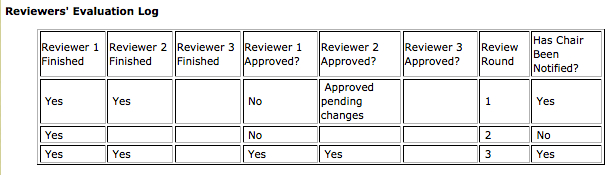 Reviewers' Evaluation Log
Reviewer 1 Finished Reviewer 2 Finished Reviewer 3 Finished Reviewer 1 Approved? Reviewer 2 Approved? Reviewer 3 Approved? Review Round Has Chair Been Notified?
Yes Yes No Approved pending changes 1 Yes
Yes No 2 No
Yes Yes Yes Yes 3 Yes